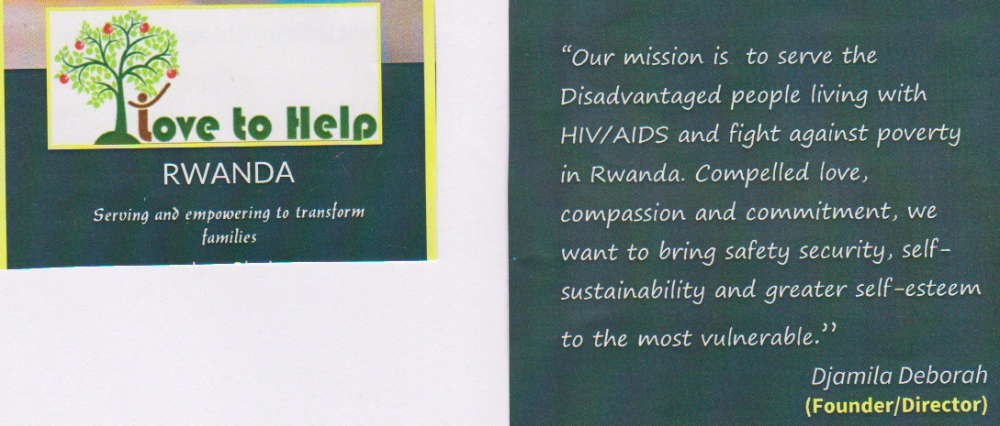 Love to Help
RWANDA
Serving and empowering to transform
families
“Our mission is to serve the
Disadvantaged people living with
HIV/AIDS and fight against poverty
in Rwanda. Compelled love,
compassion and commitment, we
want to bring safety security, self-
sustainability and greater self-esteem
to the most vulnerable.’’
Djamila Deborah
(Founder/Director)